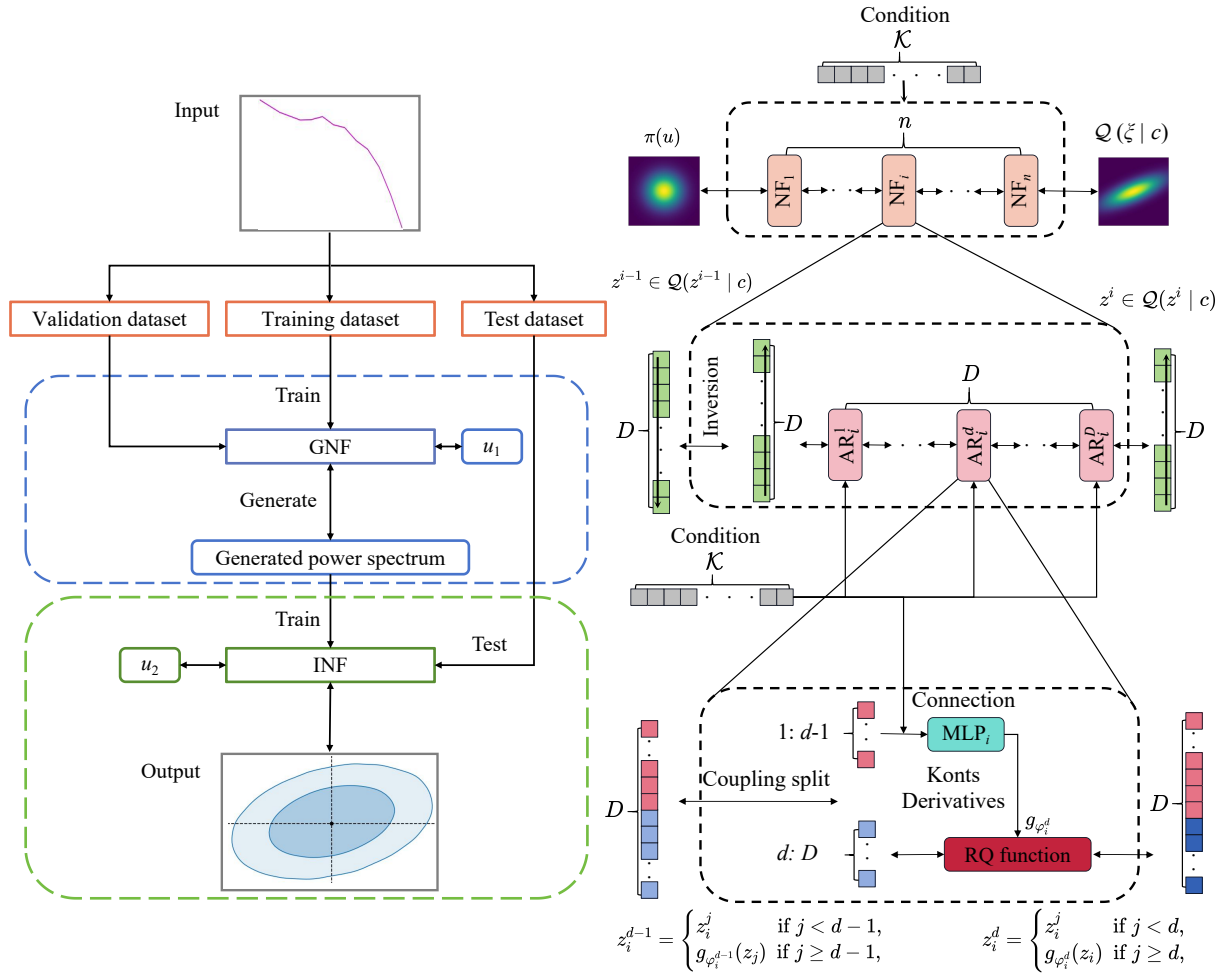 Input
Validation dataset
Training dataset
Test dataset
Train
GNF
u₁
Generate
Generated power spectrum
Train
Test
u₂
INF
Output
Condition
𝒦
n
π(u)
𝒬(ξ | c)
NF₁
· ·
NFᵢ
· ·
NFₙ
z^{i−1} ∈ 𝒬(z^{i−1} | c)
z^i ∈ 𝒬(z^i | c)
D
Inversion
D
D
AR_i^1
· ·
AR_i^d
· ·
AR_i^D
D
Condition
𝒦
Connection
1: d-1
MLPᵢ
Coupling split
Konts
Derivatives
D
D
g_{φ_i^d}
d: D
RQ function
z_i^{d−1} = { z_i^j if j < d − 1,
g_{φ_i^{d−1}}(z_j) if j ≥ d − 1,
z_i^d = { z_i^j if j < d,
g_{φ_i^d}(z_i) if j ≥ d,